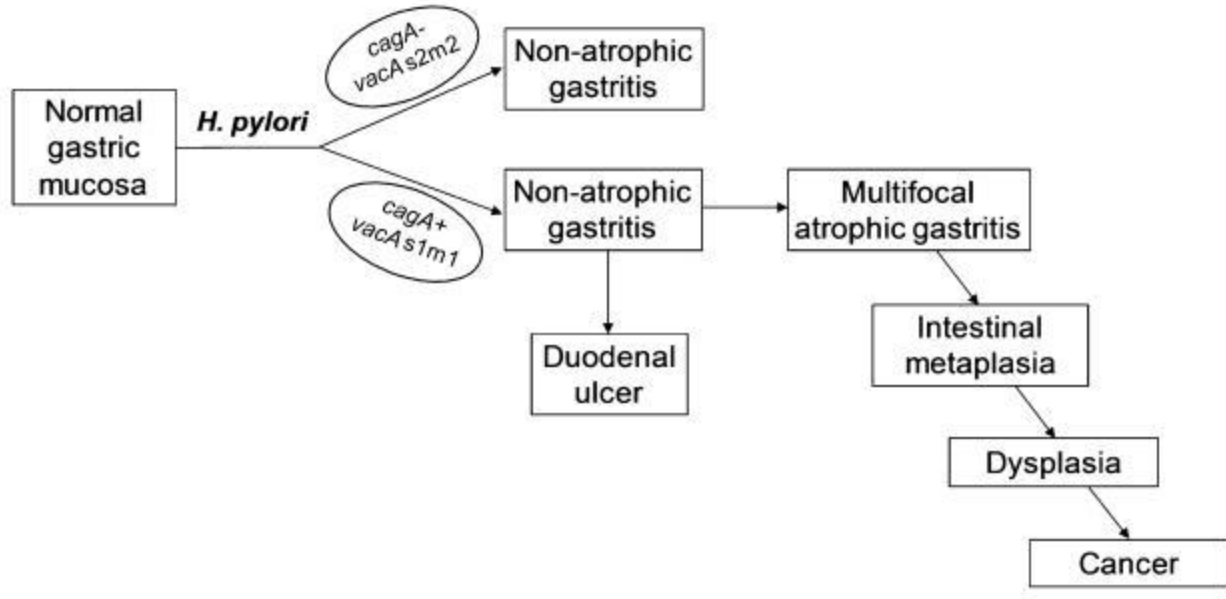 cagA-
vacA s2m2
Non-atrophic
gastritis
Normal
gastric
mucosa
H. pylori
cagA+
vacA s1m1
Non-atrophic
gastritis
Multifocal
atrophic gastritis
Duodenal
ulcer
Intestinal
metaplasia
Dysplasia
Cancer